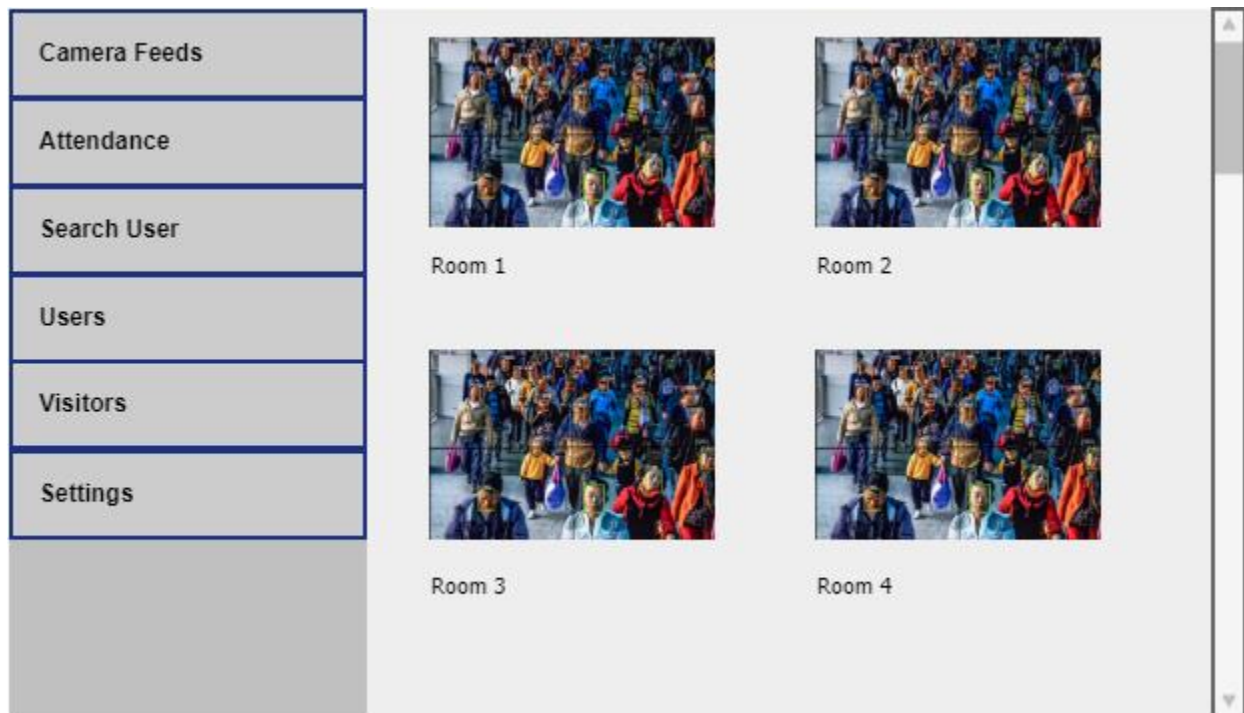 Camera Feeds
Attendance
Search User
Users
Visitors
Settings
Room 1
Room 2
Room 3
Room 4